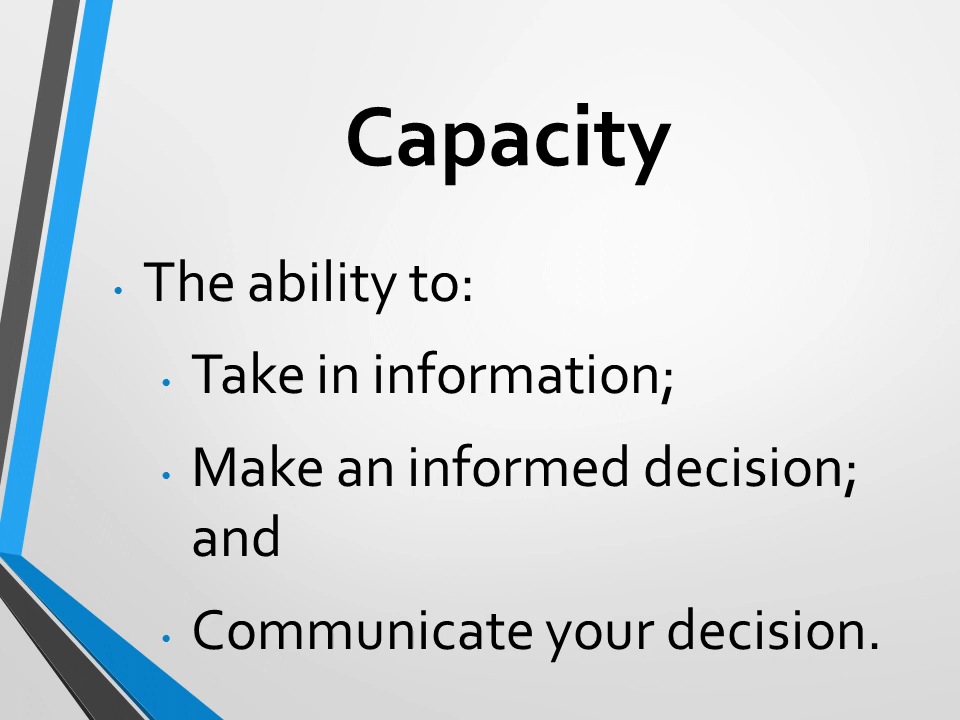 Capacity
• The ability to:
• Take in information;
• Make an informed decision;
and
• Communicate your decision.